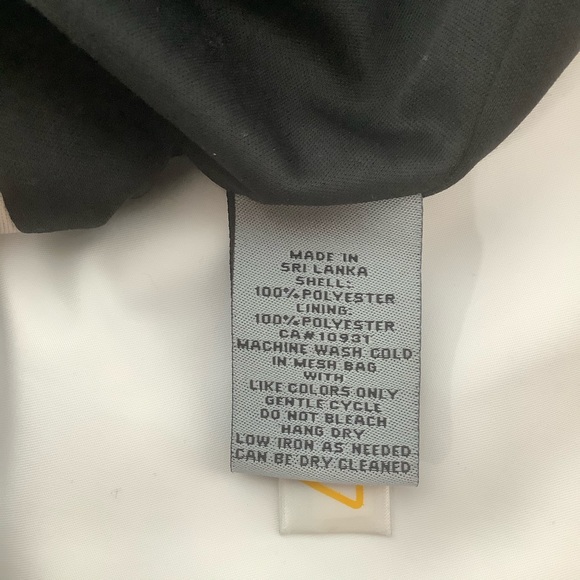 MADE IN
SRI LANKA
SHELL:
100% POLYESTER
LINING:
100% POLYESTER
CA#10931
MACHINE WASH COLD
IN MESH BAG
WITH
LIKE COLORS ONLY
GENTLE CYCLE
DO NOT BLEACH
HANG DRY
LOW IRON AS NEEDED
CAN BE DRY CLEANED